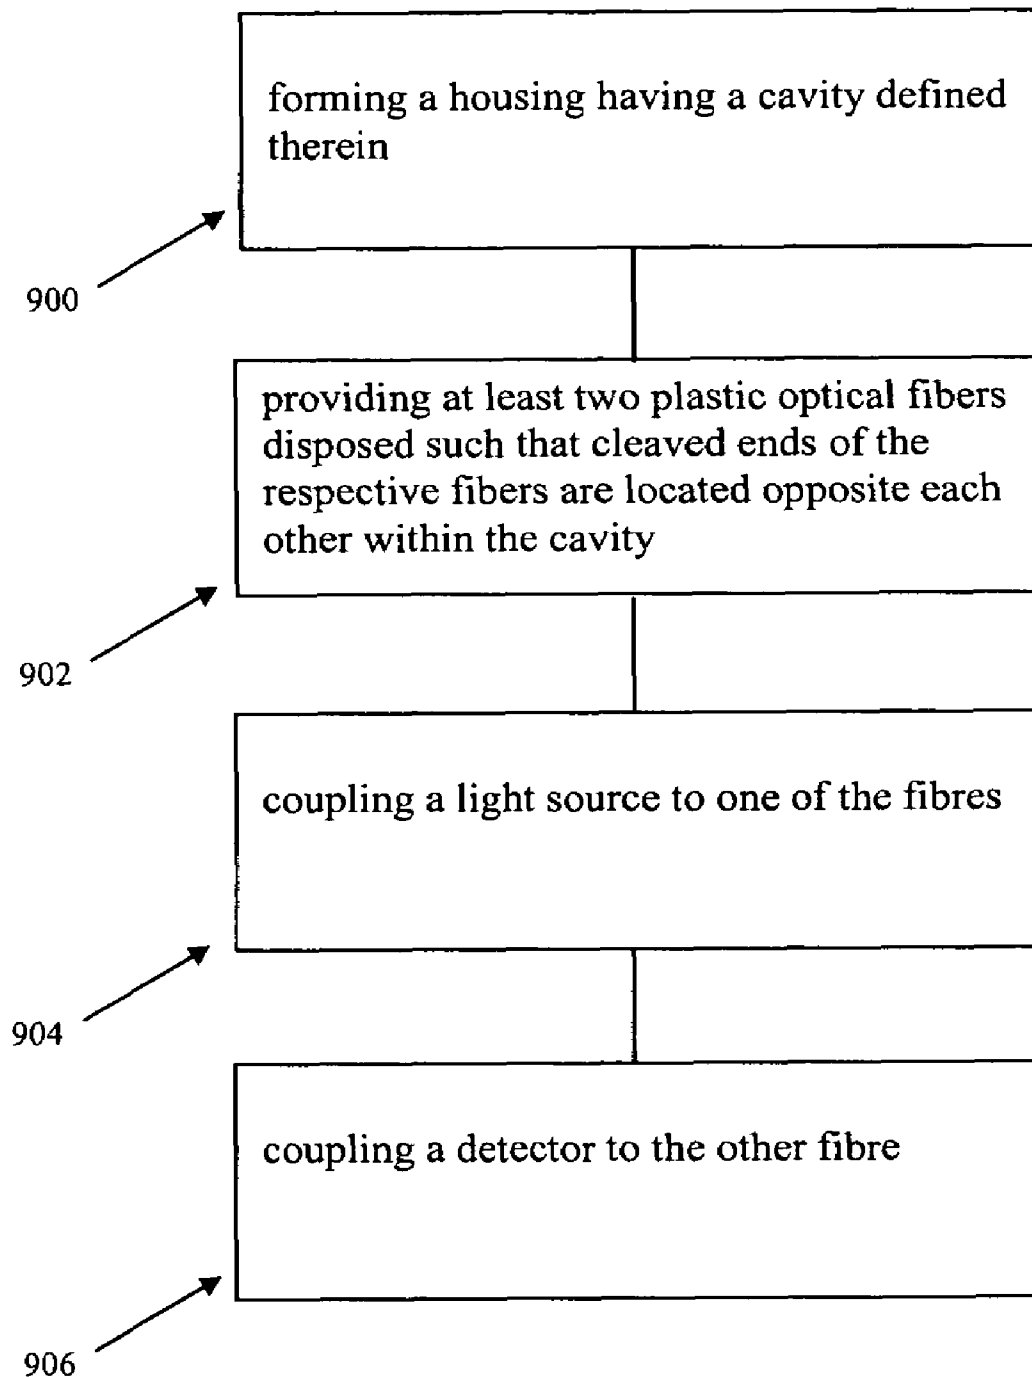 forming a housing having a cavity defined
therein
900
providing at least two plastic optical fibers
disposed such that cleaved ends of the
respective fibers are located opposite each
other within the cavity
902
coupling a light source to one of the fibres
904
coupling a detector to the other fibre
906